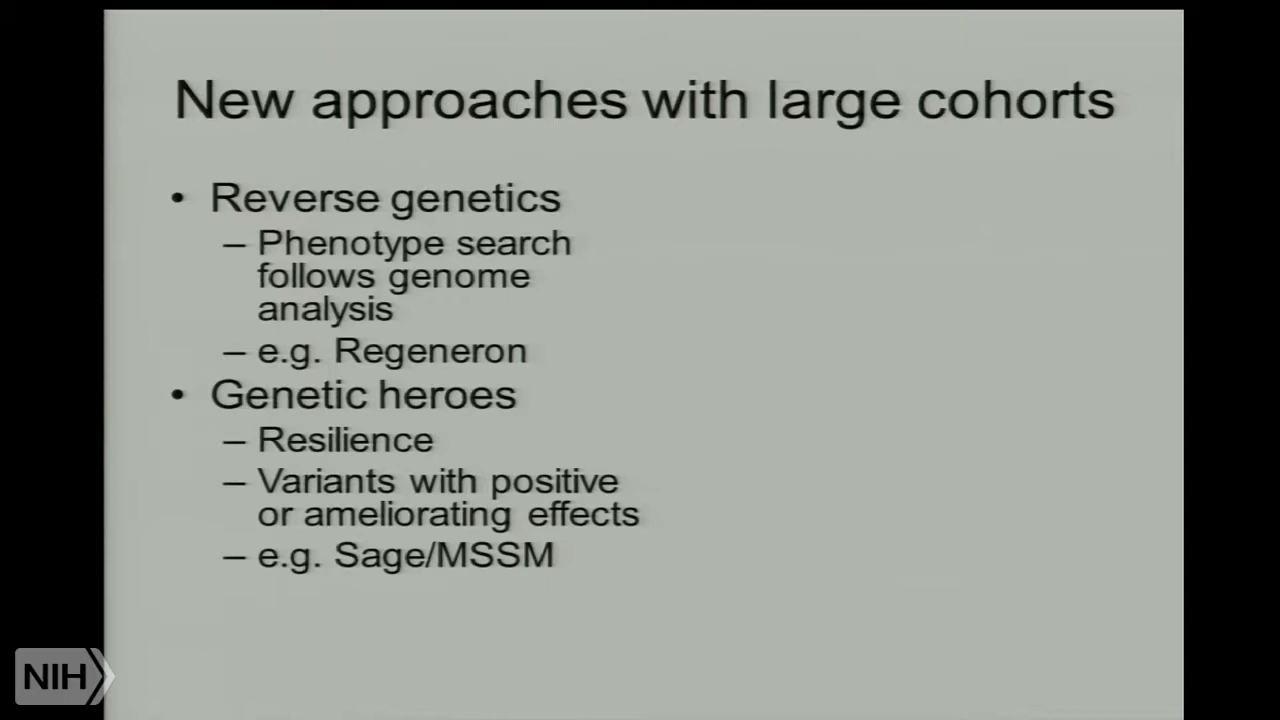 New approaches with large cohorts
• Reverse genetics
– Phenotype search
follows genome
analysis
– e.g. Regeneron
• Genetic heroes
– Resilience
– Variants with positive
or ameliorating effects
– e.g. Sage/MSSM
NIH